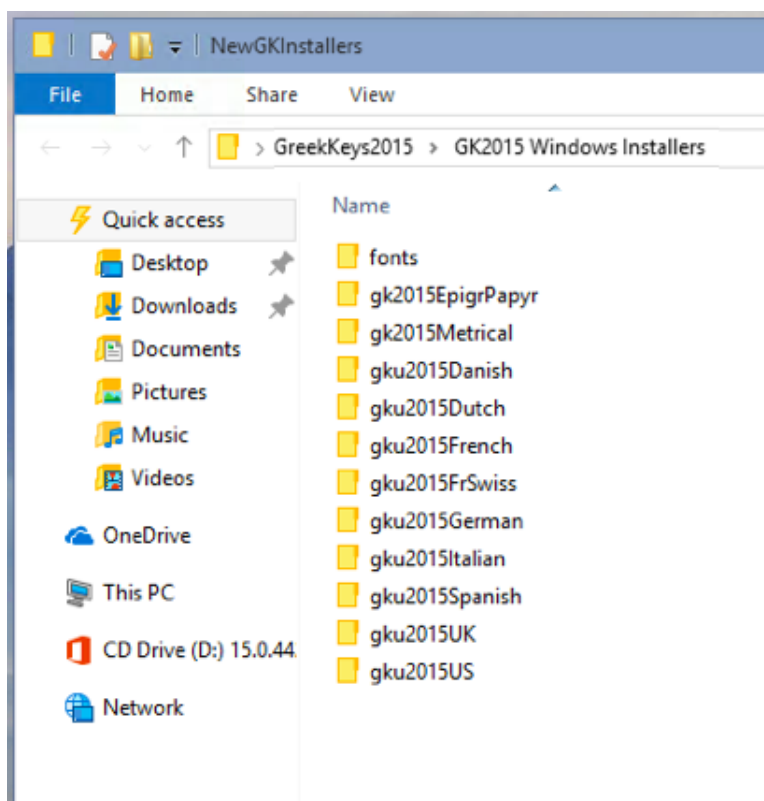 NewGKInstallers
File Home Share View
GreekKeys2015 > GK2015 Windows Installers
Quick access
Desktop
Downloads
Documents
Pictures
Music
Videos
OneDrive
This PC
CD Drive (D:) 15.0.44
Network
Name
fonts
gk2015EpigrPapyr
gk2015Metrical
gku2015Danish
gku2015Dutch
gku2015French
gku2015FrSwiss
gku2015German
gku2015Italian
gku2015Spanish
gku2015UK
gku2015US